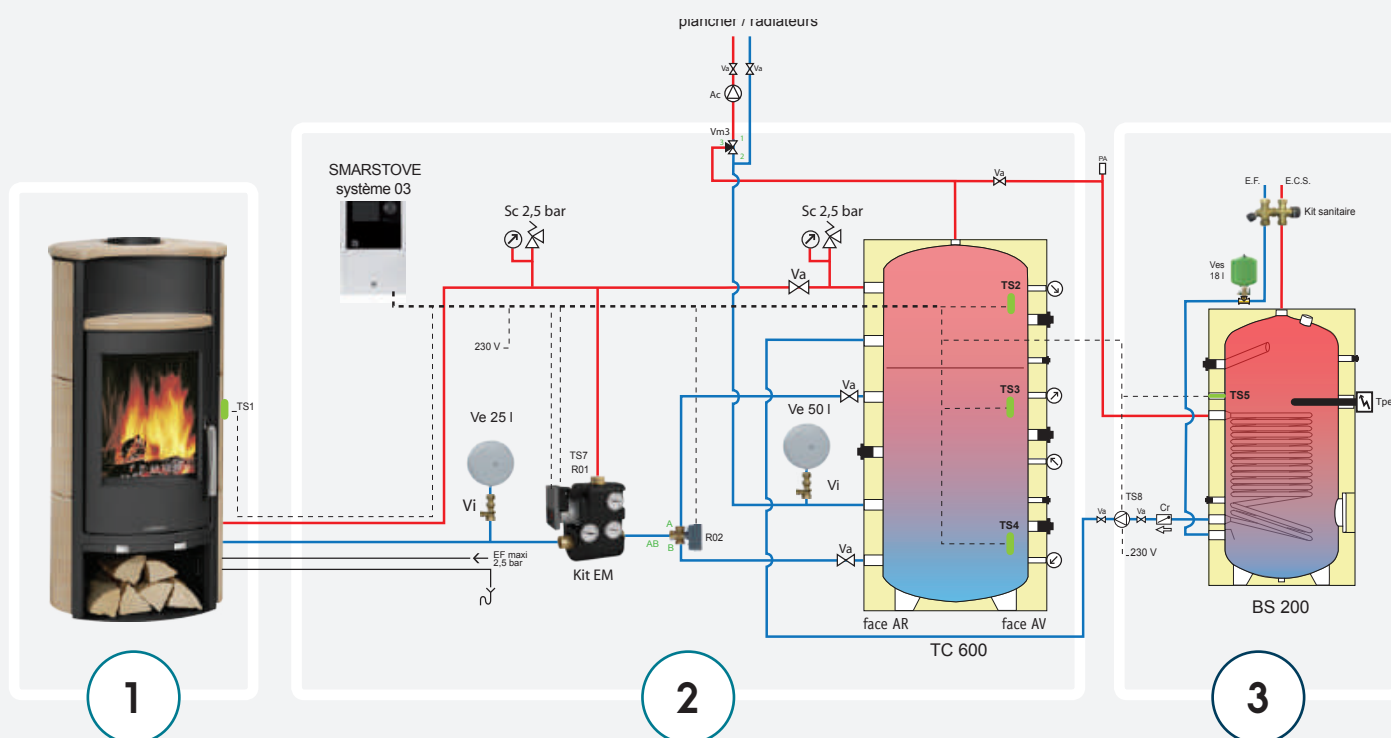 plancher / radiateurs
Va
Va
Ac
Vm3
3
1
2
SMARSTOVE
système 03
Sc 2,5 bar
Sc 2,5 bar
Va
PA
E.F.
E.C.S.
Kit sanitaire
Ves
18 l
Va
TS2
230 V
TS1
Va
TS3
TS5
Tpe
Ve 25 l
Ve 50 l
TS7
R01
Vi
Vi
TS8
Va
Va
Cr
A
AB
B
R02
TS4
EF maxi
2,5 bar
Kit EM
Va
230 V
BS 200
face AR
face AV
TC 600
1
2
3